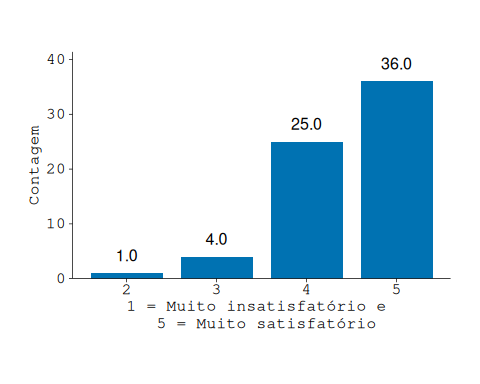 40
36.0
30
25.0
Contagem
20
10
4.0
1.0
0
2 3 4 5
1 = Muito insatisfatório e
5 = Muito satisfatório